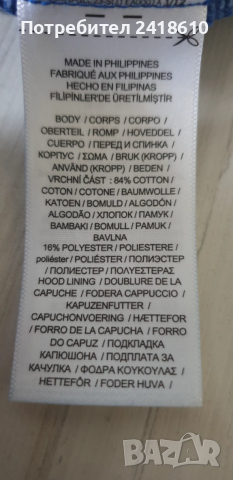 Потребител 2418610
MADE IN PHILIPPINES
FABRIQUÉ AUX PHILIPPINES
HECHO EN FILIPINAS
FİLİPİNLER'DE ÜRETİLMİŞTİR
BODY / CORPS / CORPO /
OBERTEIL / ROMP / HOVEDDEL /
CUERPO / ПЕРЕД И СПИНКА /
КОРПУС / ΣΩΜΑ / BRUK (KROPP) /
ANVÄND (KROPP) / BEDEN /
VRCHNÍ ČÁST : 84% COTTON /
COTON / COTONE / BAUMWOLLE /
KATOEN / BOMULD / ALGODÓN /
ALGODÃO / ХЛОПОК / ПАМУК /
BAMBAKI / BOMULL / PAMUK /
BAVLNA
16% POLYESTER / POLIESTERE /
poliéster / POLIÉSTER / ПОЛИЭСТЕР
/ ПОЛИЕСТЕР / ΠΟΛΥΕΣΤΕΡΑΣ
HOOD LINING / DOUBLURE DE LA
CAPUCHE / FODERA CAPPUCCIO /
KAPUZENFUTTER /
CAPUCHONVOERING / HÆTTEFOR
/ FORRO DE LA CAPUCHA / FORRO
DO CAPUZ / ПОДКЛАДКА
КАПЮШОНА / ПОДПЛАТА ЗА
КАЧУЛКА / ΦΟΔΡΑ ΚΟΥΚΟΥΛΑΣ /
HETTEFÔR / FODER HUVA /
BAZAR